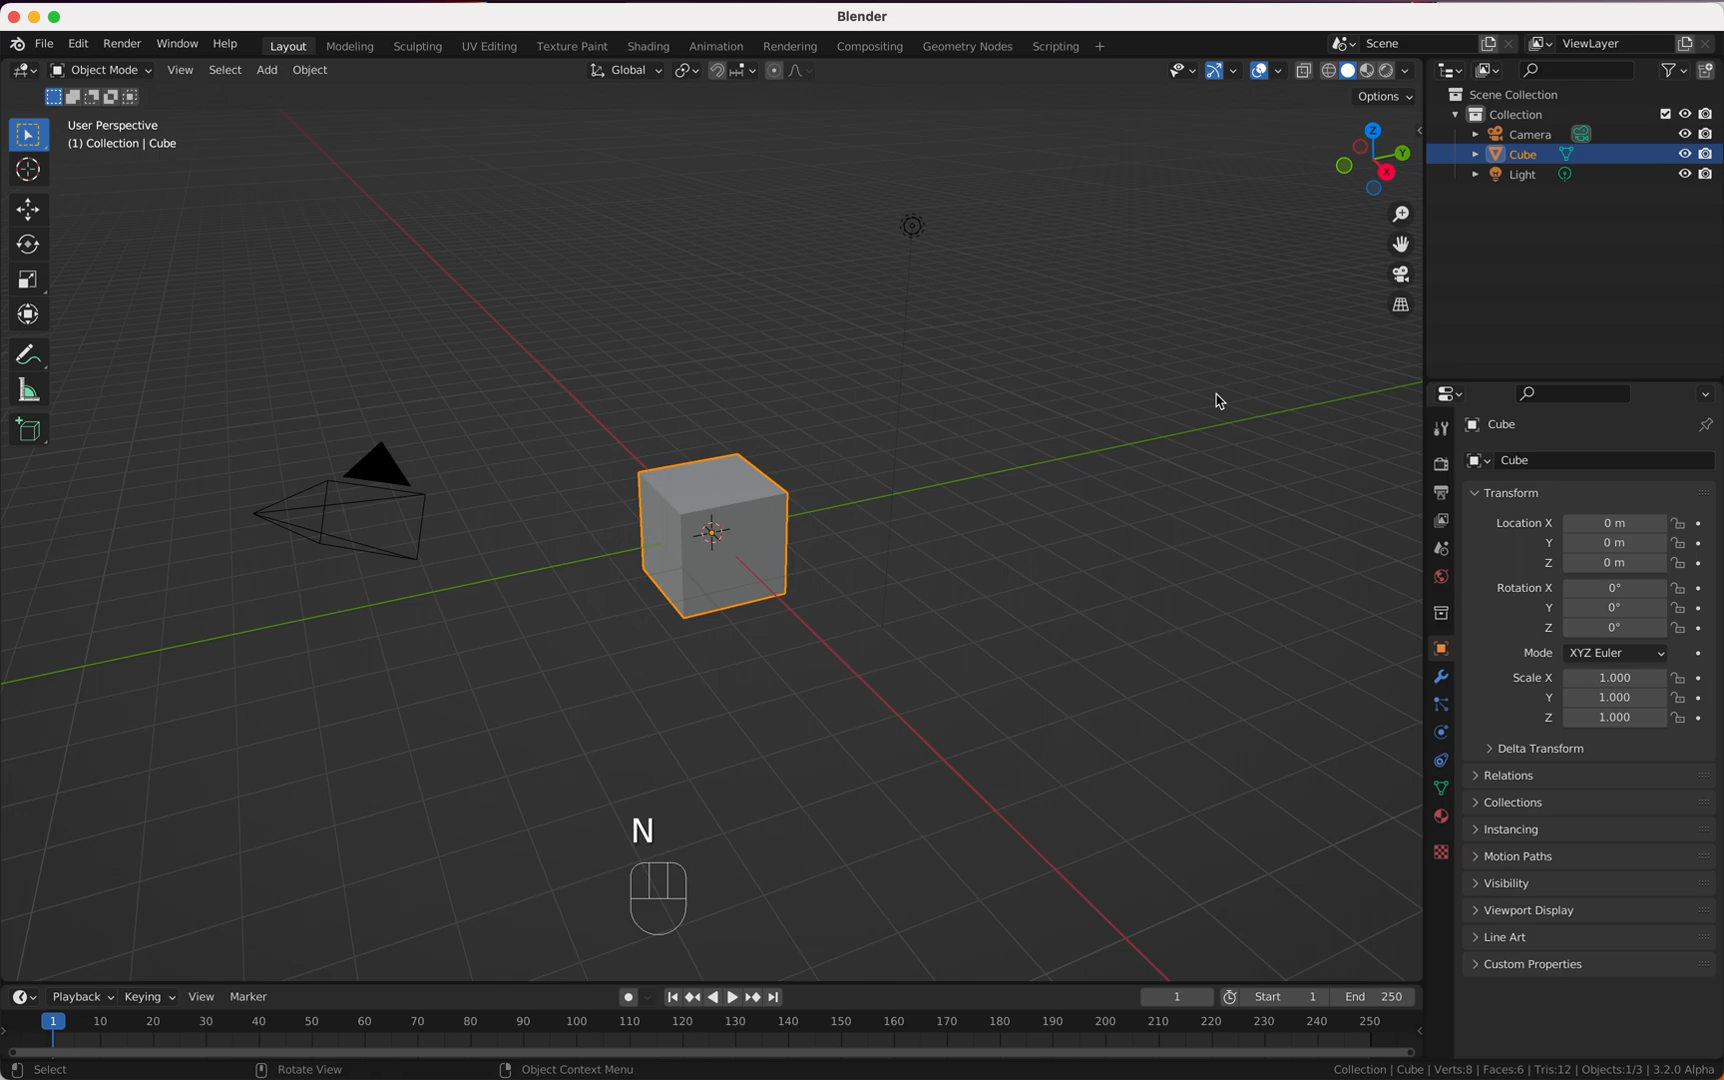 Blender
File Edit Render Window Help Layout Modeling Sculpting UV Editing Texture Paint Shading Animation Rendering Compositing Geometry Nodes Scripting + Scene ViewLayer
Object Mode View Select Add Object Global
Options
User Perspective
(1) Collection | Cube
Z
Y
X
Scene Collection
Collection
Camera
Cube
Light
Cube
Cube
Transform
Location X 0 m
Y 0 m
Z 0 m
Rotation X 0°
Y 0°
Z 0°
Mode XYZ Euler
Scale X 1.000
Y 1.000
Z 1.000
Delta Transform
Relations
Collections
Instancing
Motion Paths
Visibility
Viewport Display
Line Art
Custom Properties
N
Playback Keying View Marker 1 Start 1 End 250
1 10 20 30 40 50 60 70 80 90 100 110 120 130 140 150 160 170 180 190 200 210 220 230 240 250
Select Rotate View Object Context Menu Collection | Cube | Verts:8 | Faces:6 | Tris:12 | Objects:1/3 | 3.2.0 Alpha